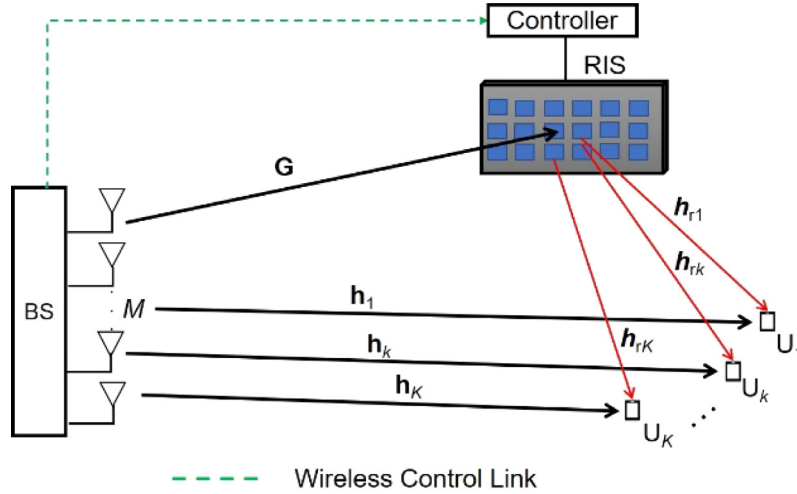 Controller
RIS
G
h_r1
h_rk
BS
M
h_1
h_rK
U
h_k
U_k
h_K
U_K
Wireless Control Link